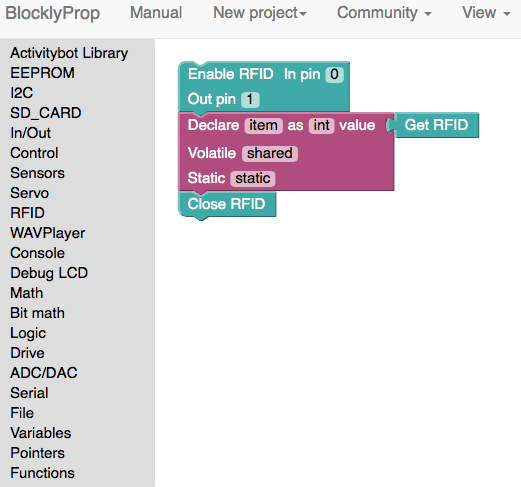 BlocklyProp Manual New project Community View
Activitybot Library
EEPROM
I2C
SD_CARD
In/Out
Control
Sensors
Servo
RFID
WAVPlayer
Console
Debug LCD
Math
Bit math
Logic
Drive
ADC/DAC
Serial
File
Variables
Pointers
Functions
Enable RFID In pin 0
Out pin 1
Declare item as int value Get RFID
Volatile shared
Static static
Close RFID